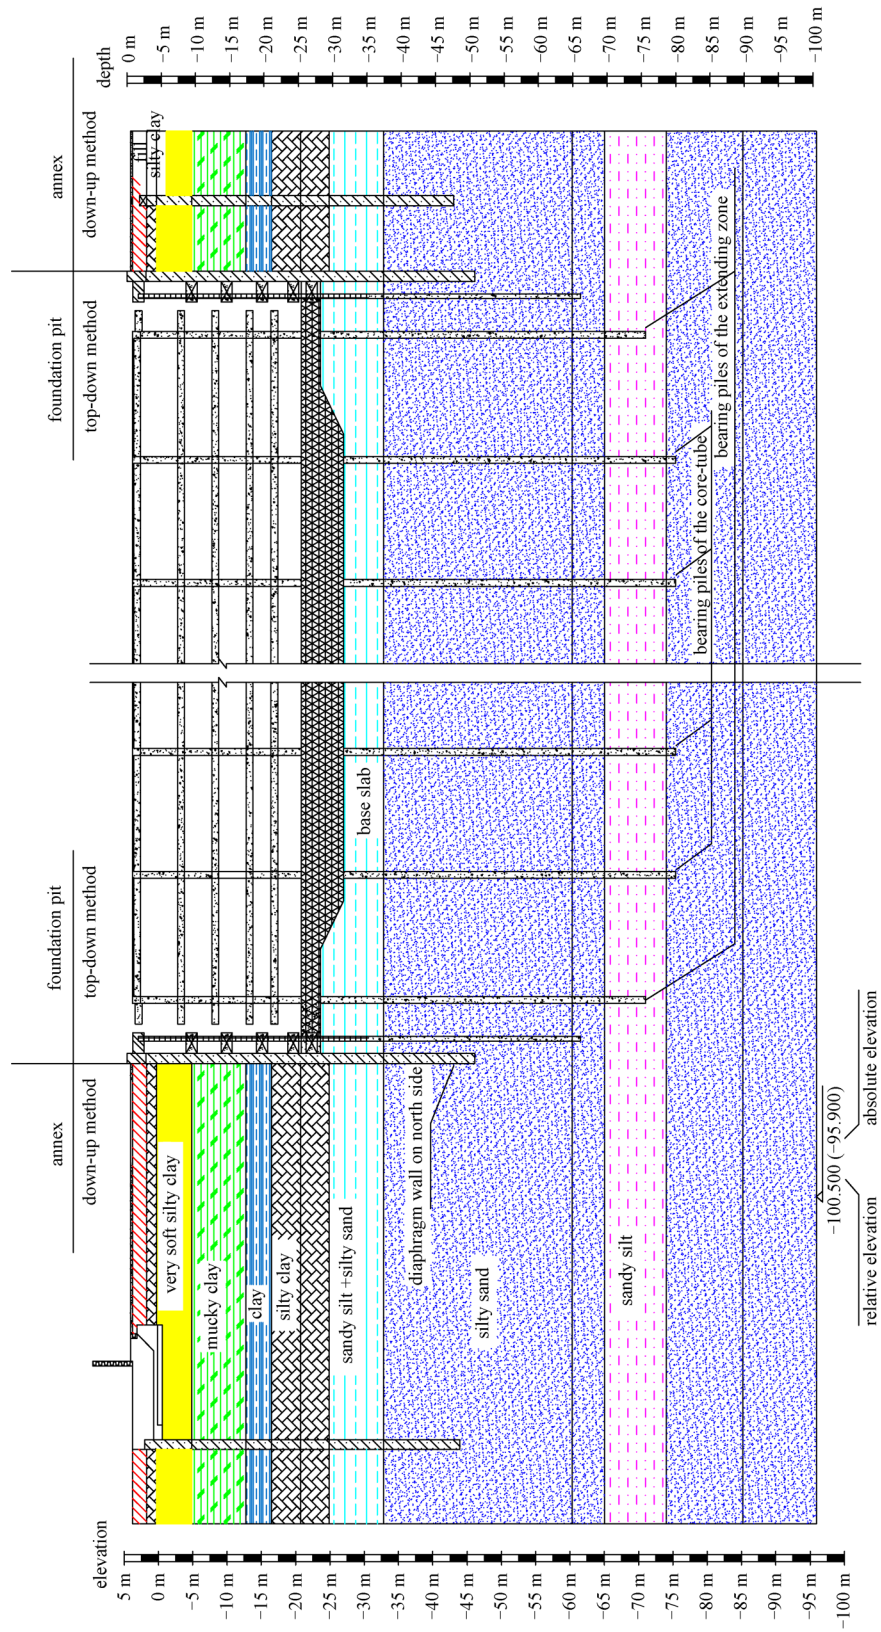 elevation
5 m
0 m
−5 m
−10 m
−15 m
−20 m
−25 m
−30 m
−35 m
−40 m
−45 m
−50 m
−55 m
−60 m
−65 m
−70 m
−75 m
−80 m
−85 m
−90 m
−95 m
−100 m
annex
down-up method
foundation pit
top-down method
foundation pit
top-down method
annex
down-up method
depth
0 m
−5 m
−10 m
−15 m
−20 m
−25 m
−30 m
−35 m
−40 m
−45 m
−50 m
−55 m
−60 m
−65 m
−70 m
−75 m
−80 m
−85 m
−90 m
−95 m
−100 m
fill
silty clay
very soft silty clay
mucky clay
clay
silty clay
sandy silt +silty sand
base slab
diaphragm wall on north side
silty sand
sandy silt
bearing piles of the core-tube
bearing piles of the extending zone
−100.500 (−95.900)
relative elevation
absolute elevation